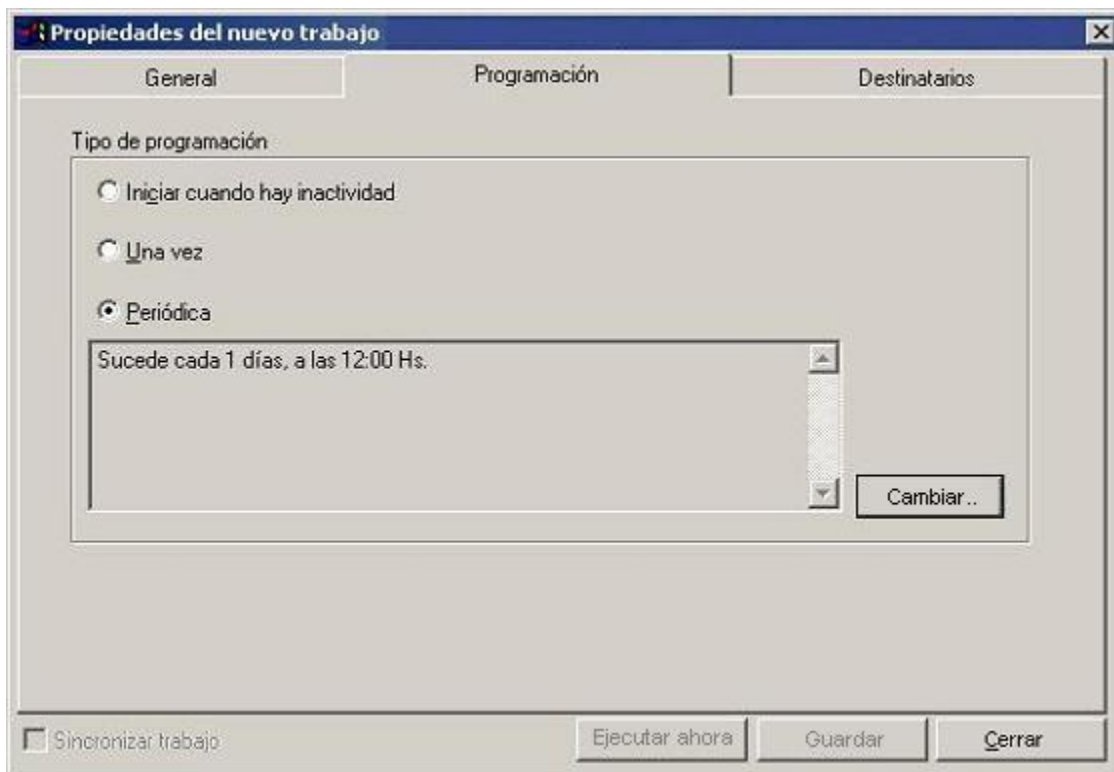 Propiedades del nuevo trabajo
General
Programación
Destinatarios
Tipo de programación
Iniciar cuando hay inactividad
Una vez
Periódica
Sucede cada 1 días, a las 12:00 Hs.
Cambiar..
Sincronizar trabajo
Ejecutar ahora
Guardar
Cerrar